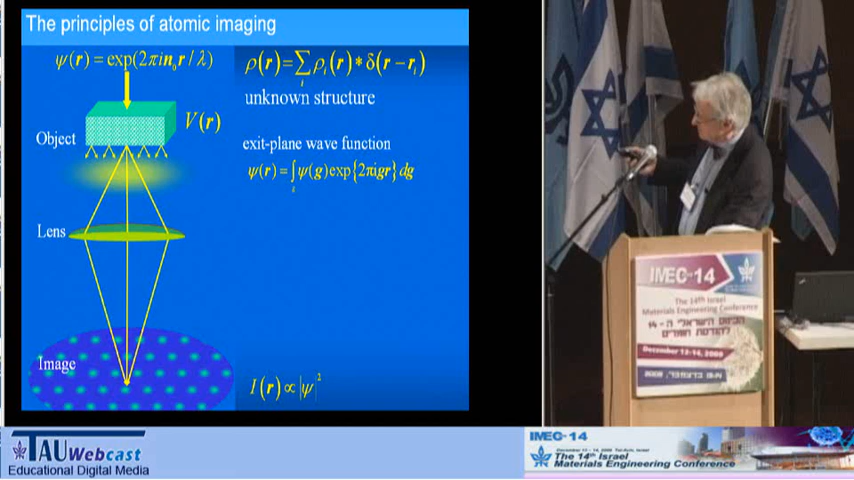 The principles of atomic imaging
ψ(r) = exp(2πin₀r/λ)
ρ(r)=∑ρᵢ(r)*δ(r−rᵢ)
i
unknown structure
V(r)
Object
exit-plane wave function
ψ(r)=∫ψ(g)exp{2πigr}dg
Lens
Image
I(r)∝|ψ|²
IMEC-14
The 14th Israel
Materials Engineering Conference
December 13-14, 2009
TAU Webcast
Educational Digital Media
IMEC-14
The 14th Israel
Materials Engineering Conference